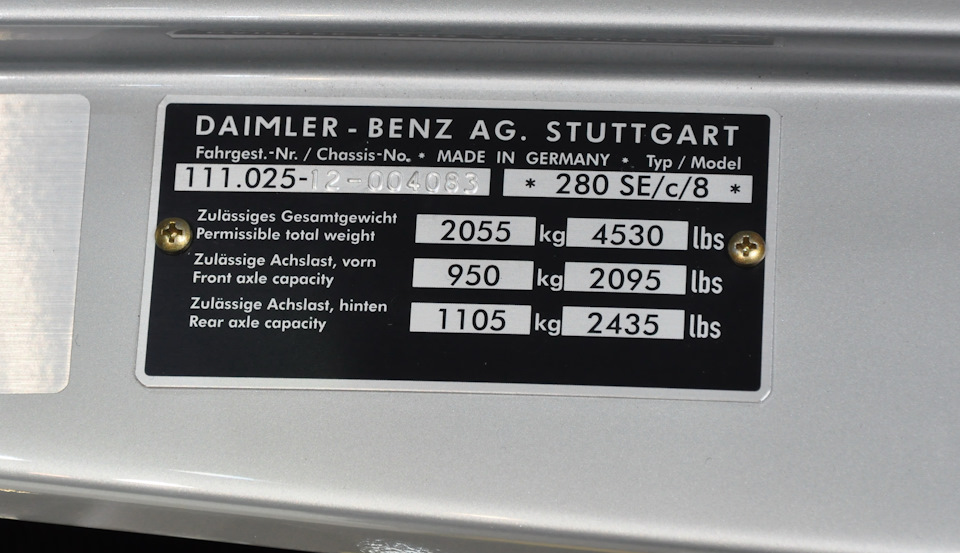 DAIMLER - BENZ AG. STUTTGART
Fahrgest.-Nr. / Chassis-No. * MADE IN GERMANY * Typ / Model
111.025-12-004083 * 280 SE/c/8 *
Zulässiges Gesamtgewicht
Permissible total weight 2055 kg 4530 lbs
Zulässige Achslast, vorn
Front axle capacity 950 kg 2095 lbs
Zulässige Achslast, hinten
Rear axle capacity 1105 kg 2435 lbs